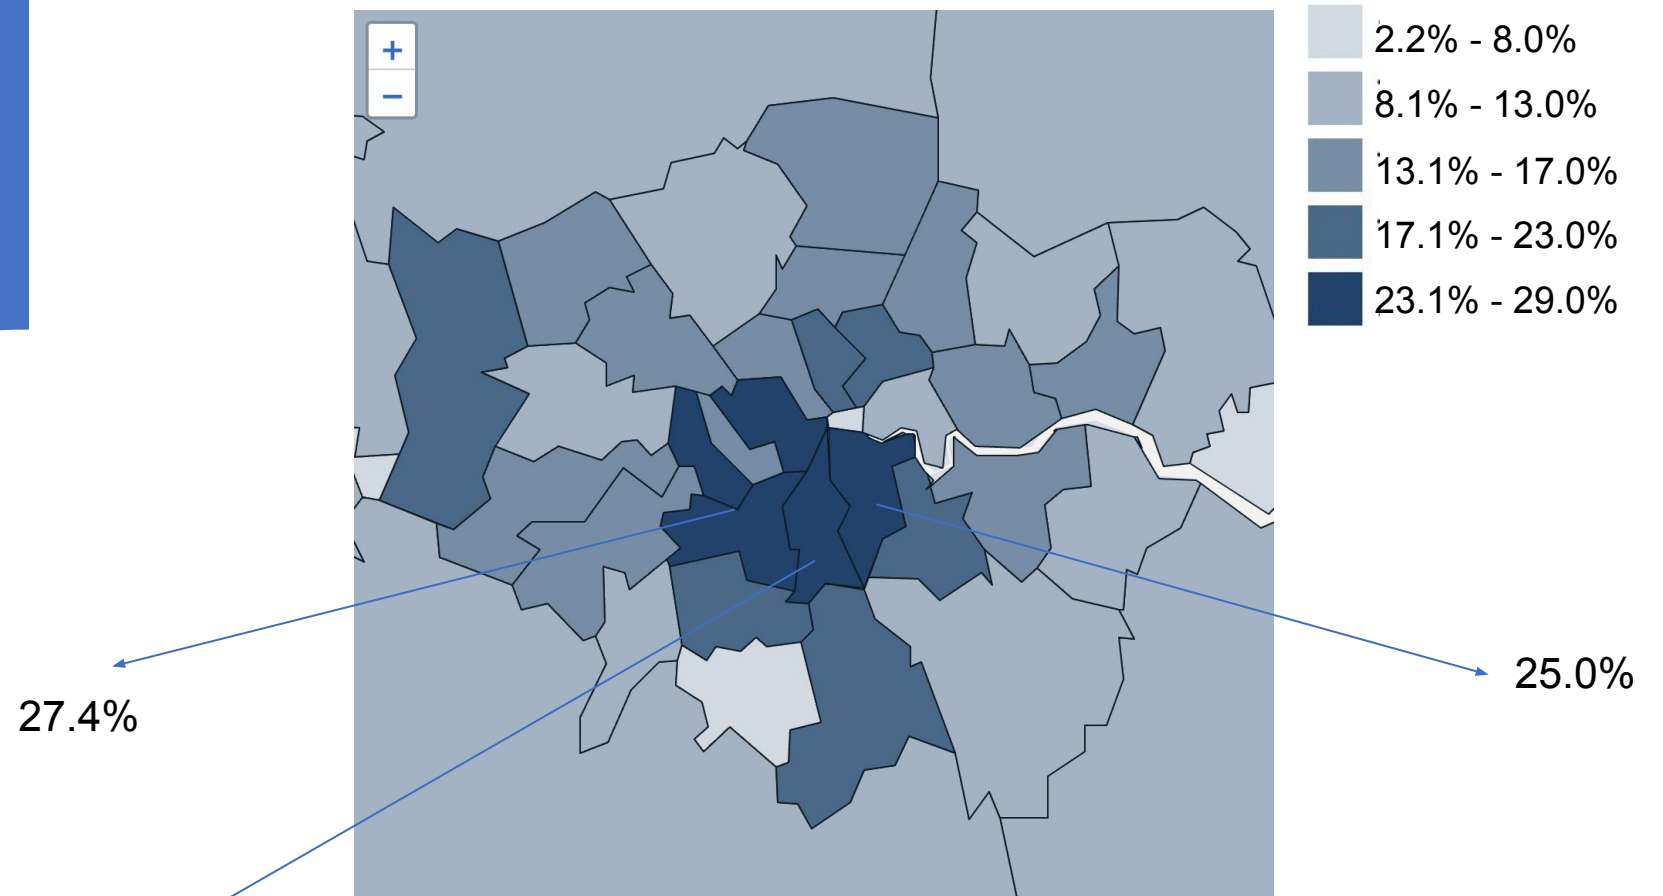 +
−
2.2% - 8.0%
8.1% - 13.0%
13.1% - 17.0%
17.1% - 23.0%
23.1% - 29.0%
25.0%
27.4%